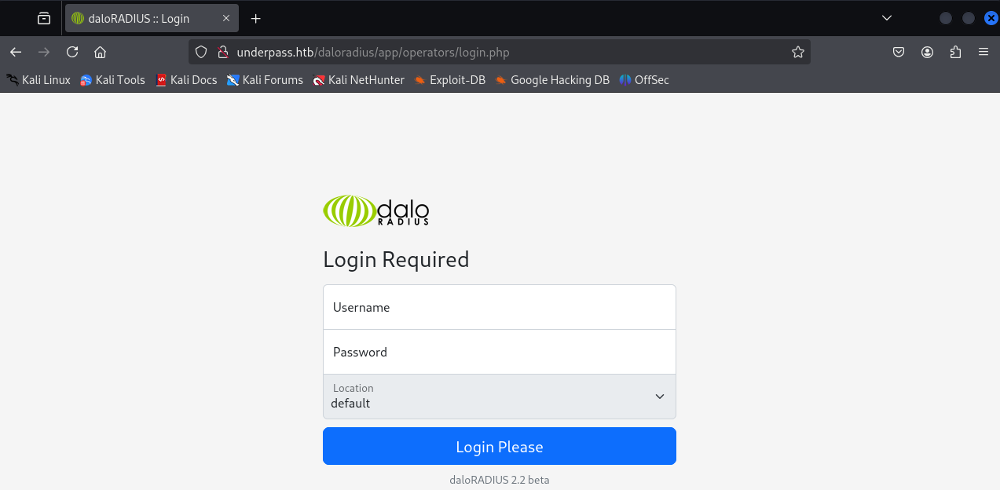 daloRADIUS :: Login
underpass.htb/daloradius/app/operators/login.php
Kali Linux Kali Tools Kali Docs Kali Forums Kali NetHunter Exploit-DB Google Hacking DB OffSec
dalo
RADIUS
Login Required
Username
Password
Location
default
Login Please
daloRADIUS 2.2 beta